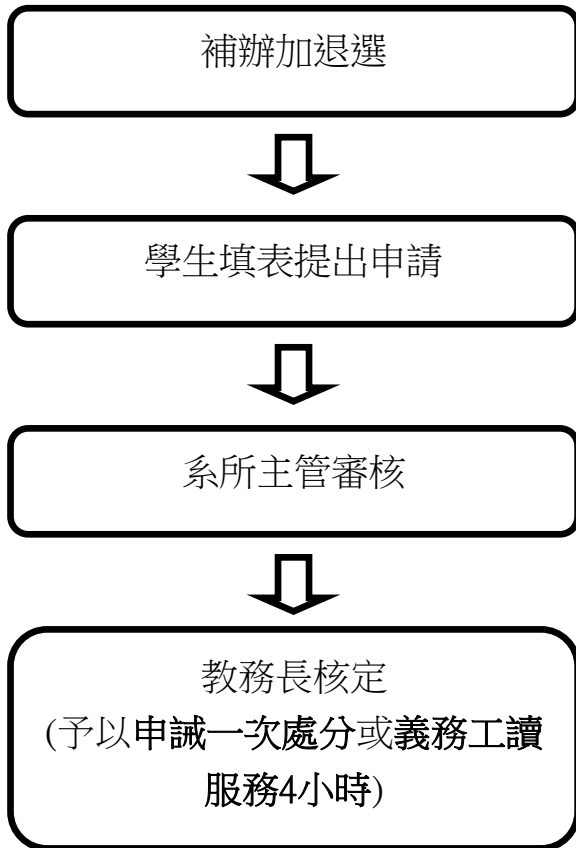 補辦加退選
學生填表提出申請
系所主管審核
教務長核定
(予以申誡一次處分或義務工讀
服務4小時)